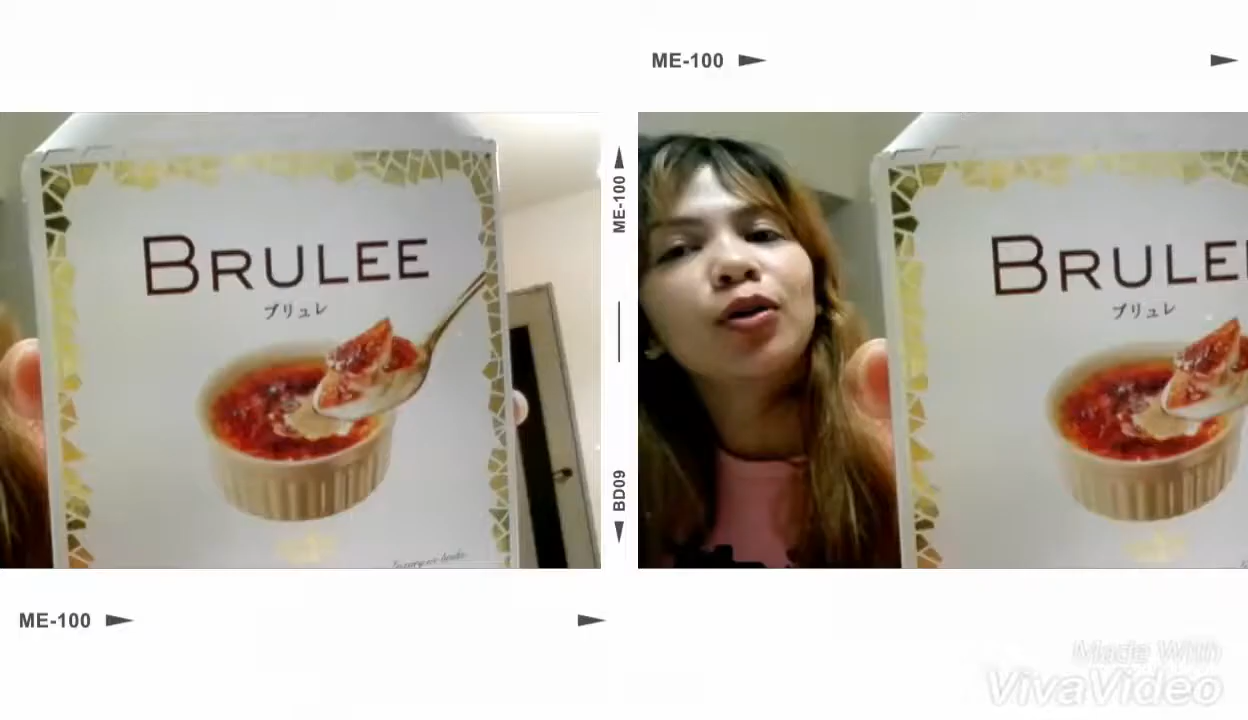 ME-100
BRULEE
ブリュレ
ME-100
BD09
BRULE
ブリュレ
ME-100
Made With
VivaVideo